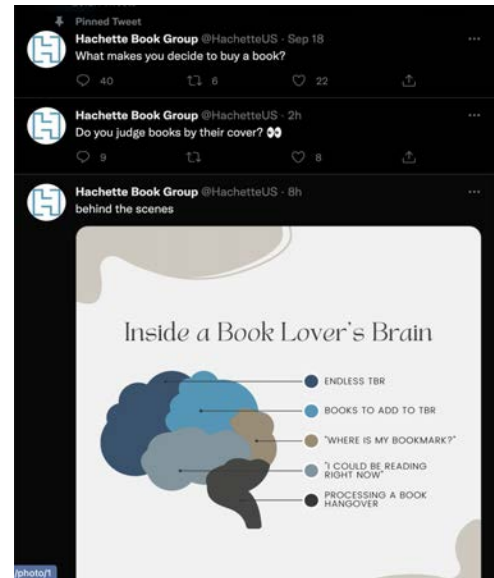 Pinned Tweet
Hachette Book Group @HachetteUS · Sep 18
What makes you decide to buy a book?
40 6 22
Hachette Book Group @HachetteUS · 2h
Do you judge books by their cover? 👀
9 8
Hachette Book Group @HachetteUS · 8h
behind the scenes
Inside a Book Lover's Brain
ENDLESS TBR
BOOKS TO ADD TO TBR
"WHERE IS MY BOOKMARK?"
"I COULD BE READING
RIGHT NOW"
PROCESSING A BOOK
HANGOVER
/photo/1